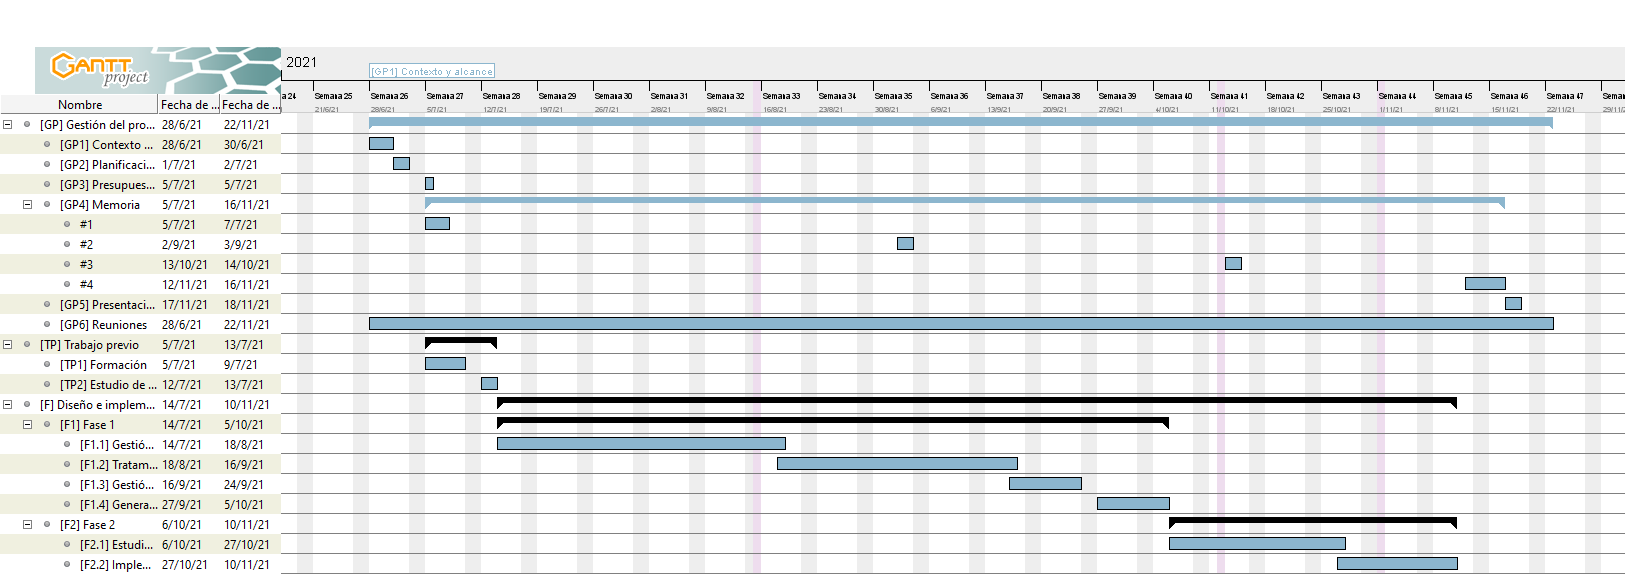 GANTT project
2021
[GP1] Contexto y alcance
a 24 Semana 25 Semana 26 Semana 27 Semana 28 Semana 29 Semana 30 Semana 31 Semana 32 Semana 33 Semana 34 Semana 35 Semana 36 Semana 37 Semana 38 Semana 39 Semana 40 Semana 41 Semana 42 Semana 43 Semana 44 Semana 45 Semana 46 Semana 47 Sema
21/6/21 28/6/21 5/7/21 12/7/21 19/7/21 26/7/21 2/8/21 9/8/21 16/8/21 23/8/21 30/8/21 6/9/21 13/9/21 20/9/21 27/9/21 4/10/21 11/10/21 18/10/21 25/10/21 1/11/21 8/11/21 15/11/21 22/11/21 29/11/2
Nombre Fecha de ... Fecha de ...
[GP] Gestión del pro... 28/6/21 22/11/21
[GP1] Contexto ... 28/6/21 30/6/21
[GP2] Planificaci... 1/7/21 2/7/21
[GP3] Presupues... 5/7/21 5/7/21
[GP4] Memoria 5/7/21 16/11/21
#1 5/7/21 7/7/21
#2 2/9/21 3/9/21
#3 13/10/21 14/10/21
#4 12/11/21 16/11/21
[GP5] Presentaci... 17/11/21 18/11/21
[GP6] Reuniones 28/6/21 22/11/21
[TP] Trabajo previo 5/7/21 13/7/21
[TP1] Formación 5/7/21 9/7/21
[TP2] Estudio de ... 12/7/21 13/7/21
[F] Diseño e implem... 14/7/21 10/11/21
[F1] Fase 1 14/7/21 5/10/21
[F1.1] Gestió... 14/7/21 18/8/21
[F1.2] Tratam... 18/8/21 16/9/21
[F1.3] Gestió... 16/9/21 24/9/21
[F1.4] Genera... 27/9/21 5/10/21
[F2] Fase 2 6/10/21 10/11/21
[F2.1] Estudi... 6/10/21 27/10/21
[F2.2] Imple... 27/10/21 10/11/21